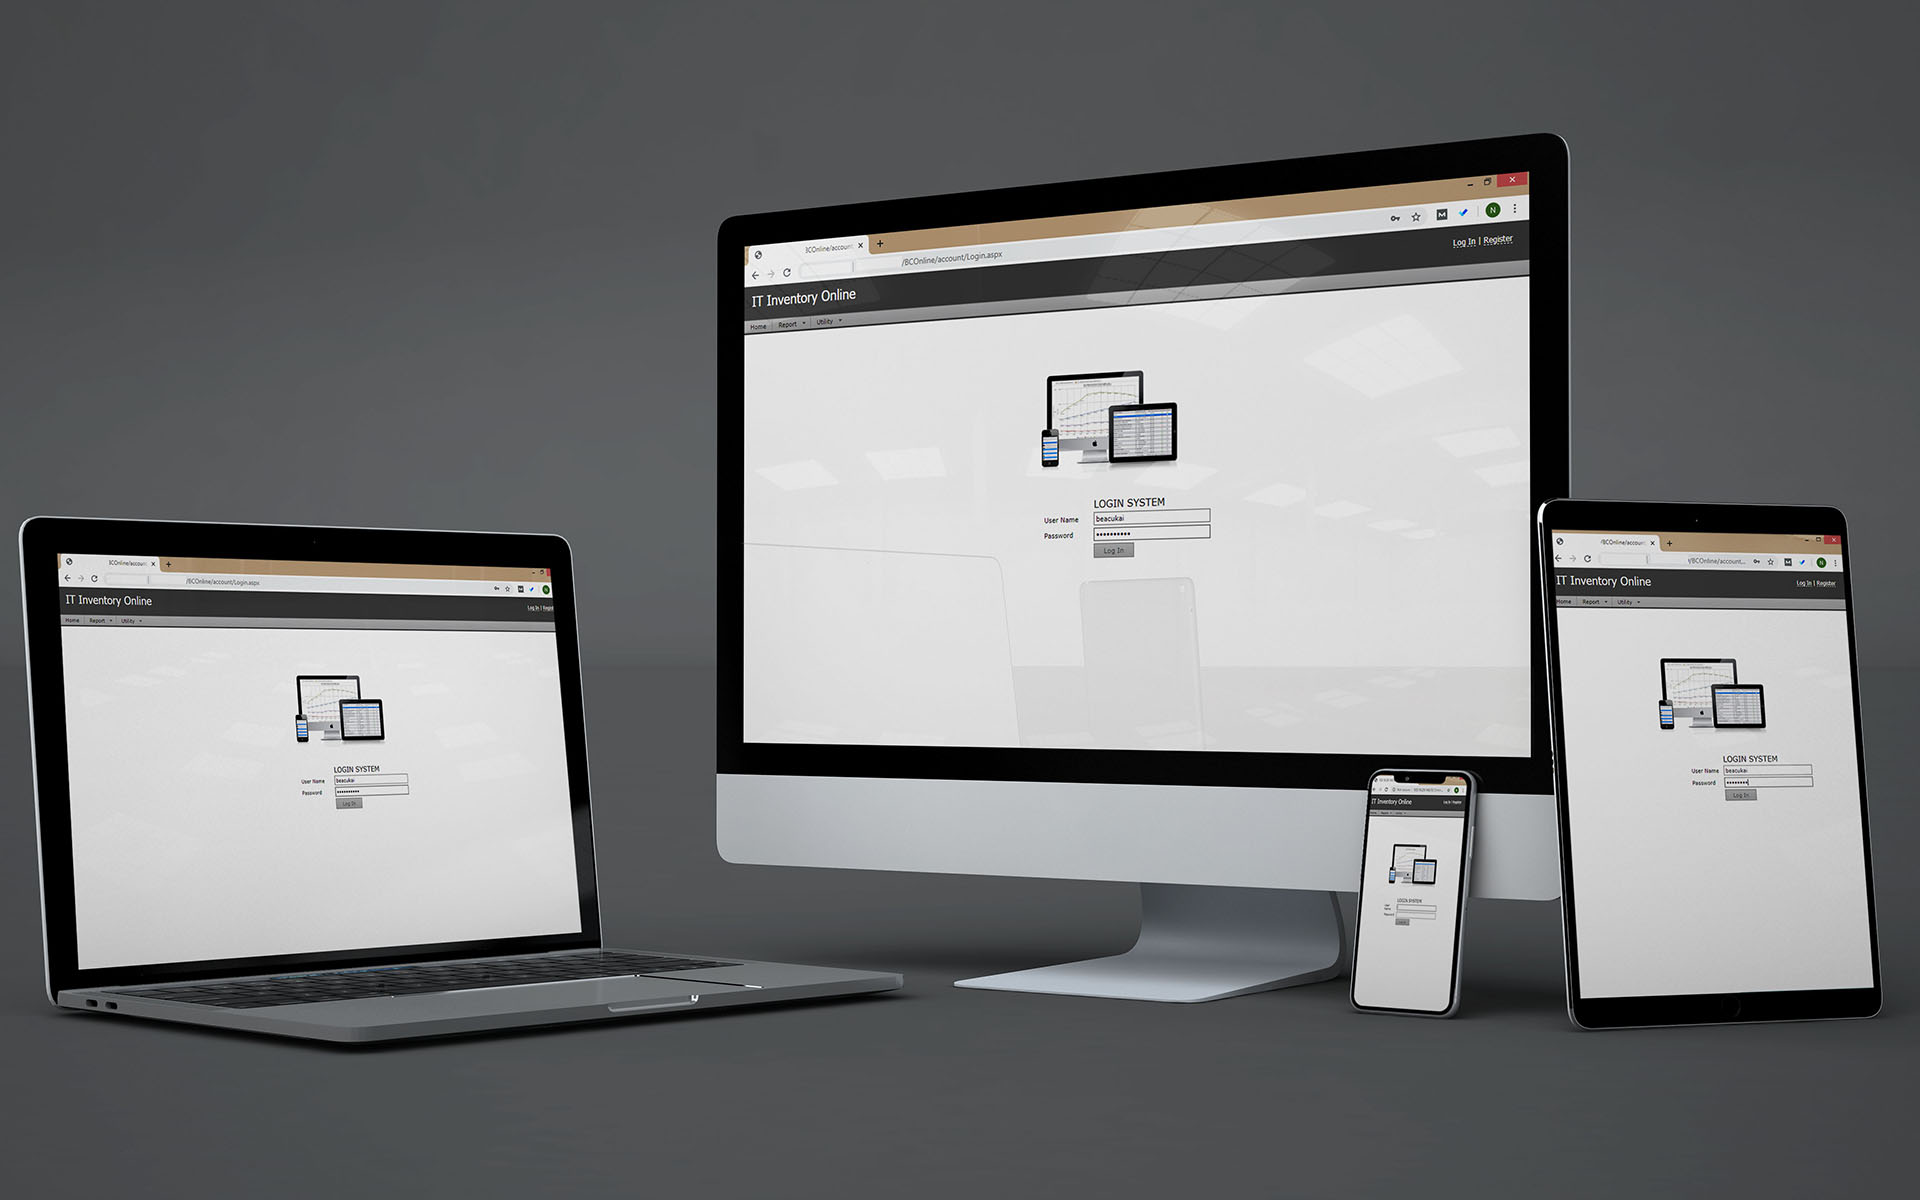 BCOnline/account
/BCOnline/account/Login.aspx
N
Log In | Register
IT Inventory Online
Home Report Utility
LOGIN SYSTEM
User Name beacukai
Password
Log In
BCOnline/account
/BCOnline/account/Login.aspx
IT Inventory Online
Log In |
Home Report Utility
LOGIN SYSTEM
User Name beacukai
Password
Log In
IT Inventory Online
Log In | Register
LOGIN SYSTEM
User Name
Password
/BCOnline/account
/BCOnline/account...
N
IT Inventory Online
Log In | Register
Home Report Utility
LOGIN SYSTEM
User Name beacukai
Password
Log In